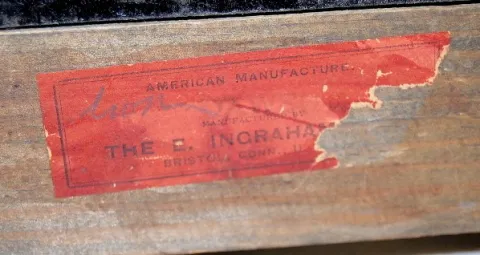 AMERICAN MANUFACTURE.
MANUFACTURED BY
THE E. INGRAHA
BRISTOL, CONN., U